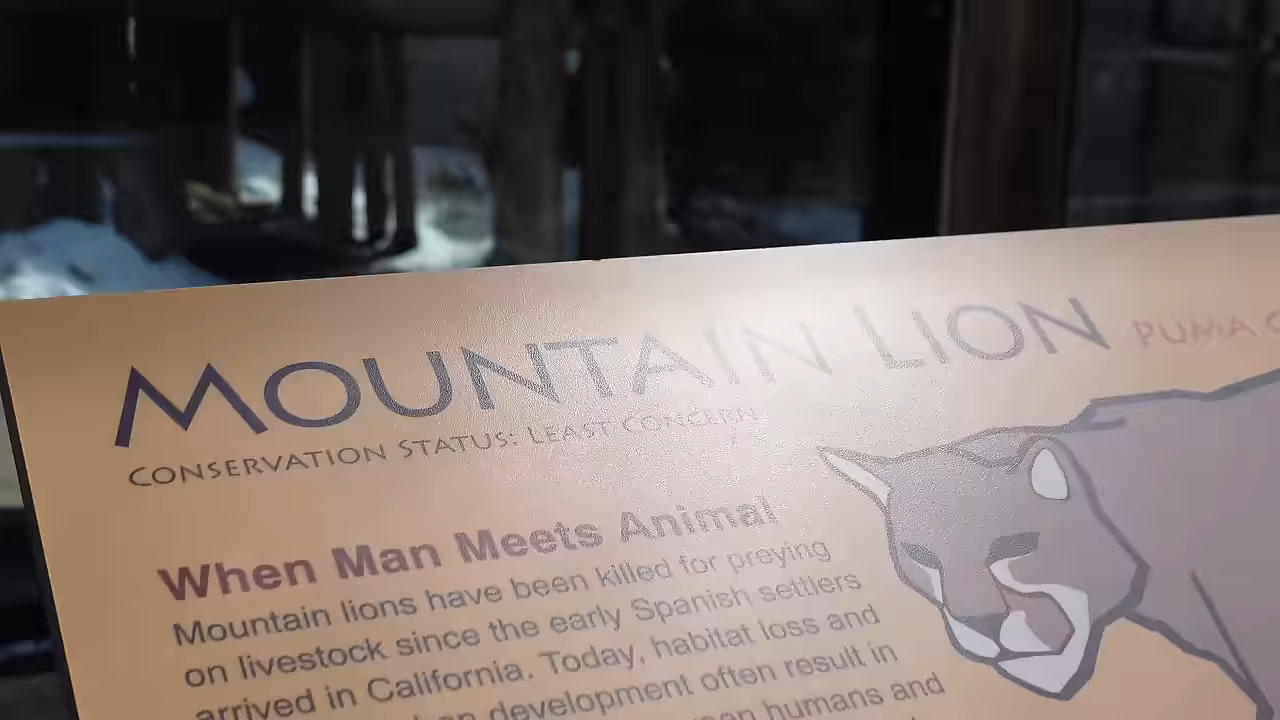 MOUNTAIN LION PUMA
CONSERVATION STATUS: LEAST CONCERN
When Man Meets Animal
Mountain lions have been killed for preying
on livestock since the early Spanish settlers
arrived in California. Today, habitat loss and
development often result in
humans and